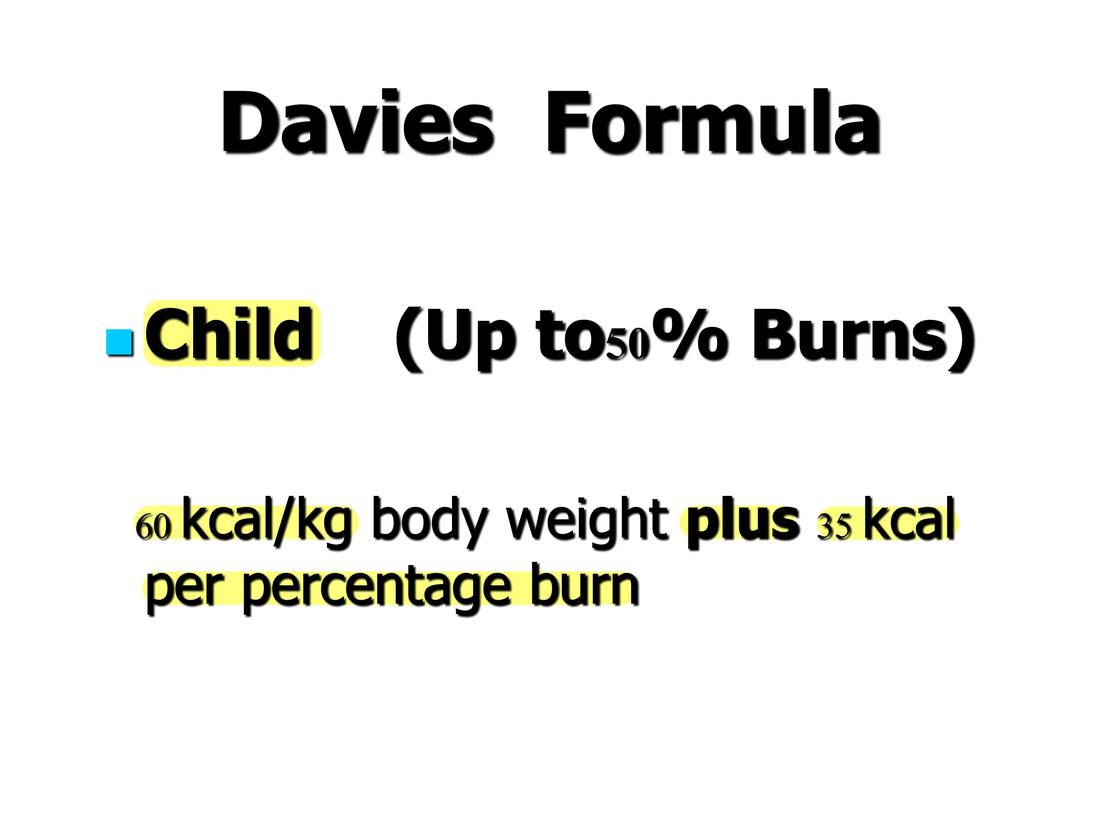 Davies Formula
Child (Up to50% Burns)
60 kcal/kg body weight plus 35 kcal
per percentage burn